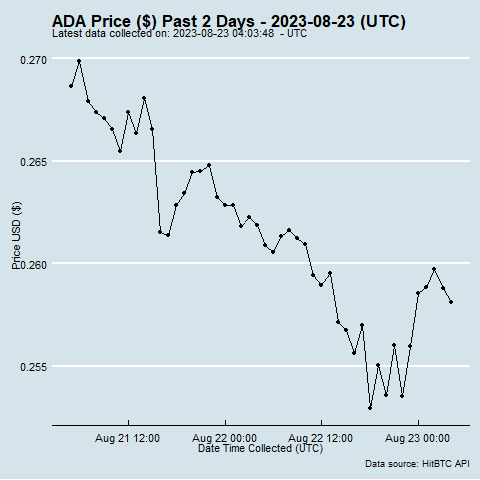 ADA Price ($) Past 2 Days - 2023-08-23 (UTC)
Latest data collected on: 2023-08-23 04:03:48 - UTC
0.270
0.265
0.260
0.255
Price USD ($)
Aug 21 12:00 Aug 22 00:00 Aug 22 12:00 Aug 23 00:00
Date Time Collected (UTC)
Data source: HitBTC API